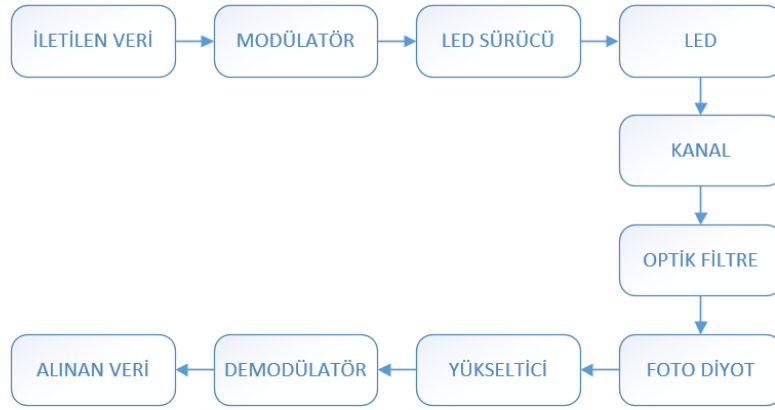 İLETİLEN VERİ
MODÜLATÖR
LED SÜRÜCÜ
LED
KANAL
OPTİK FİLTRE
FOTO DİYOT
YÜKSELTİCİ
DEMODÜLATÖR
ALINAN VERİ